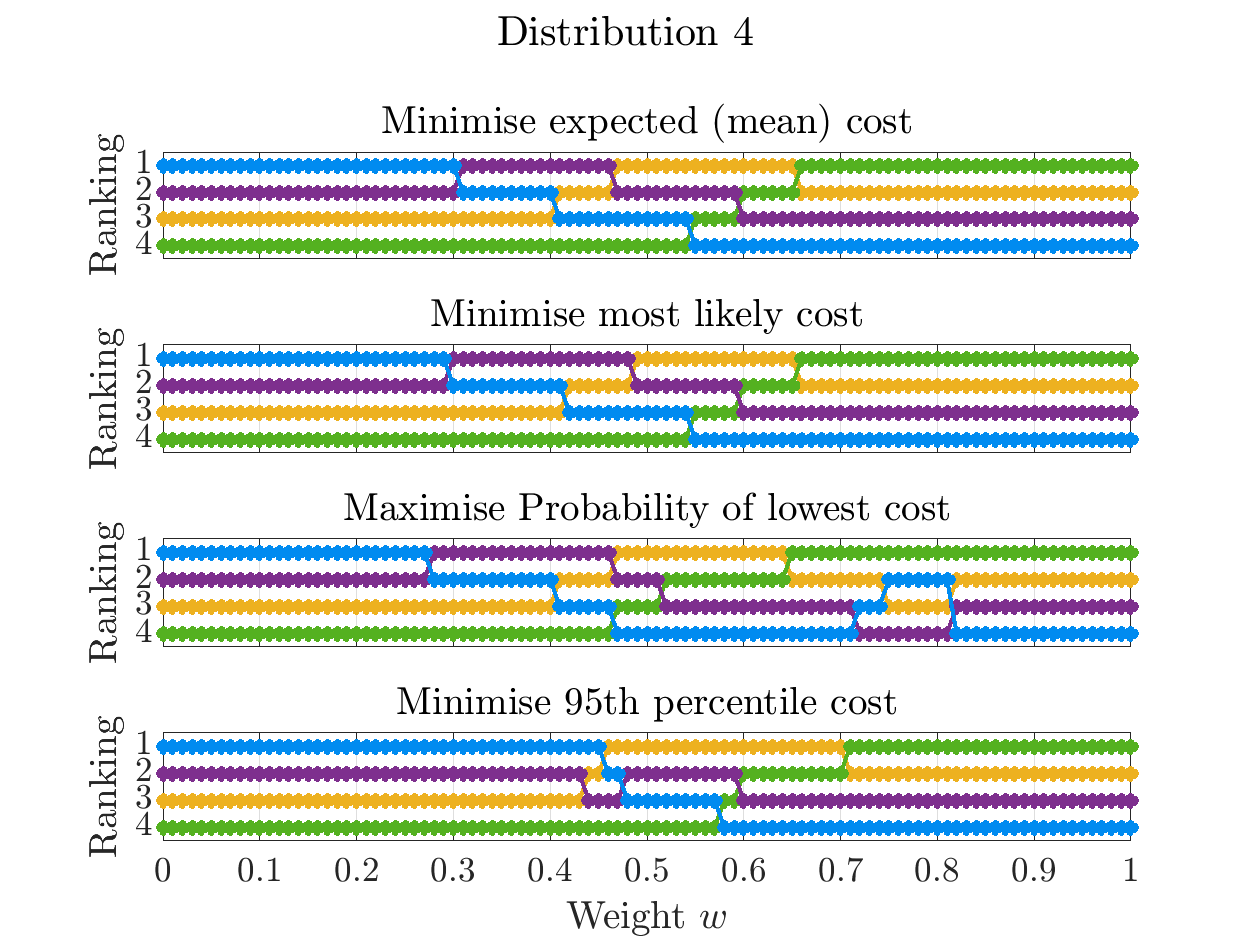 Distribution 4
Minimise expected (mean) cost
Ranking
1
2
3
4
Minimise most likely cost
Ranking
1
2
3
4
Maximise Probability of lowest cost
Ranking
1
2
3
4
Minimise 95th percentile cost
Ranking
1
2
3
4
0 0.1 0.2 0.3 0.4 0.5 0.6 0.7 0.8 0.9 1
Weight w